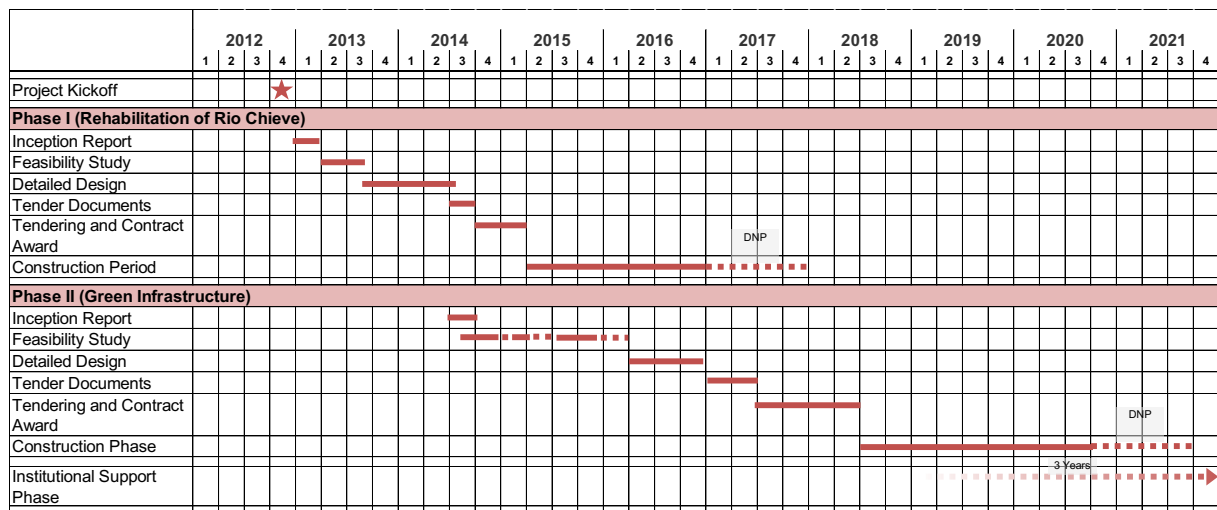 2012 2013 2014 2015 2016 2017 2018 2019 2020 2021
1 2 3 4 1 2 3 4 1 2 3 4 1 2 3 4 1 2 3 4 1 2 3 4 1 2 3 4 1 2 3 4 1 2 3 4 1 2 3 4
Project Kickoff
Phase I (Rehabilitation of Rio Chieve)
Inception Report
Feasibility Study
Detailed Design
Tender Documents
Tendering and Contract
Award
DNP
Construction Period
Phase II (Green Infrastructure)
Inception Report
Feasibility Study
Detailed Design
Tender Documents
Tendering and Contract
Award
DNP
Construction Phase
3 Years
Institutional Support
Phase